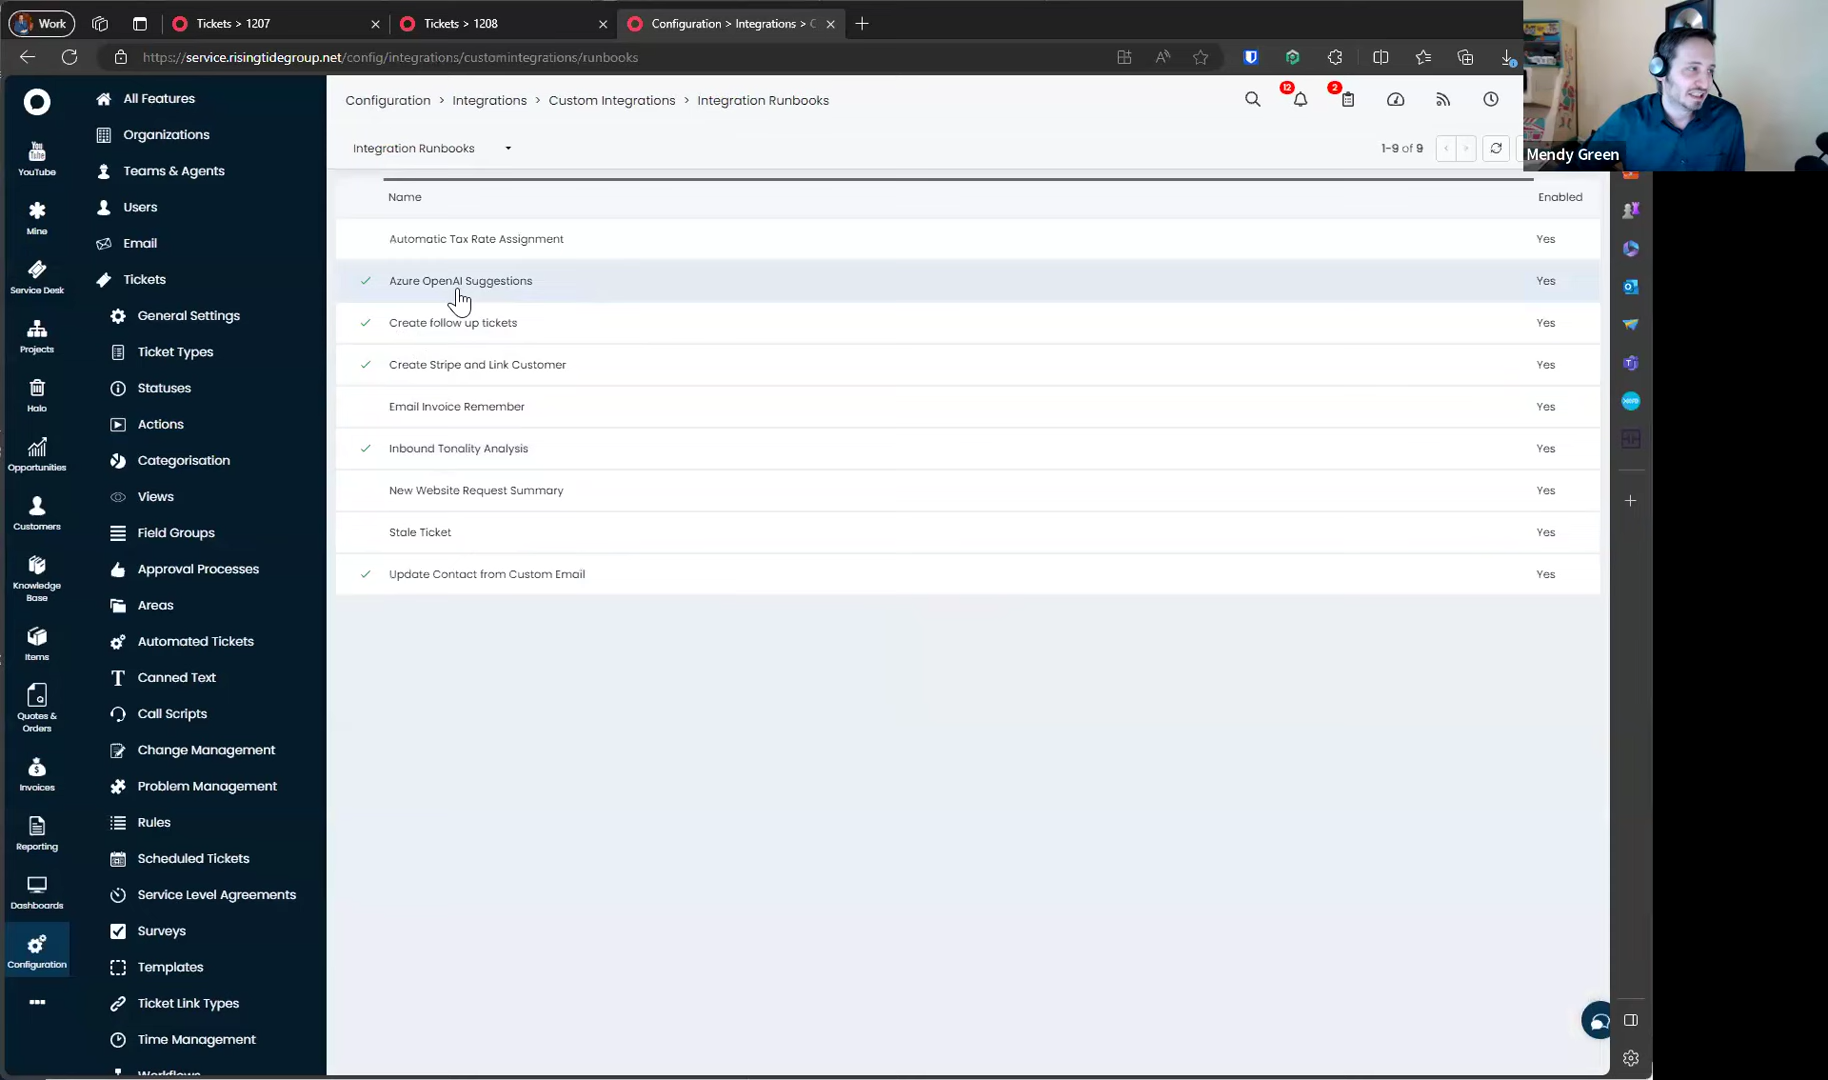 Work
Tickets > 1207
Tickets > 1208
Configuration > Integrations > C
https://service.risingtidegroup.net/config/integrations/customintegrations/runbooks
All Features
Organizations
Teams & Agents
Users
Email
Tickets
General Settings
Ticket Types
Statuses
Actions
Categorisation
Views
Field Groups
Approval Processes
Areas
Automated Tickets
Canned Text
Call Scripts
Change Management
Problem Management
Rules
Scheduled Tickets
Service Level Agreements
Surveys
Templates
Ticket Link Types
Time Management
Workflows
YouTube
Mine
Service Desk
Projects
Halo
Opportunities
Customers
Knowledge
Base
Items
Quotes &
Orders
Invoices
Reporting
Dashboards
Configuration
Configuration > Integrations > Custom Integrations > Integration Runbooks
12
2
Integration Runbooks
1-9 of 9
Mendy Green
Name Enabled
Automatic Tax Rate Assignment Yes
Azure OpenAI Suggestions Yes
Create follow up tickets Yes
Create Stripe and Link Customer Yes
Email Invoice Remember Yes
Inbound Tonality Analysis Yes
New Website Request Summary Yes
Stale Ticket Yes
Update Contact from Custom Email Yes